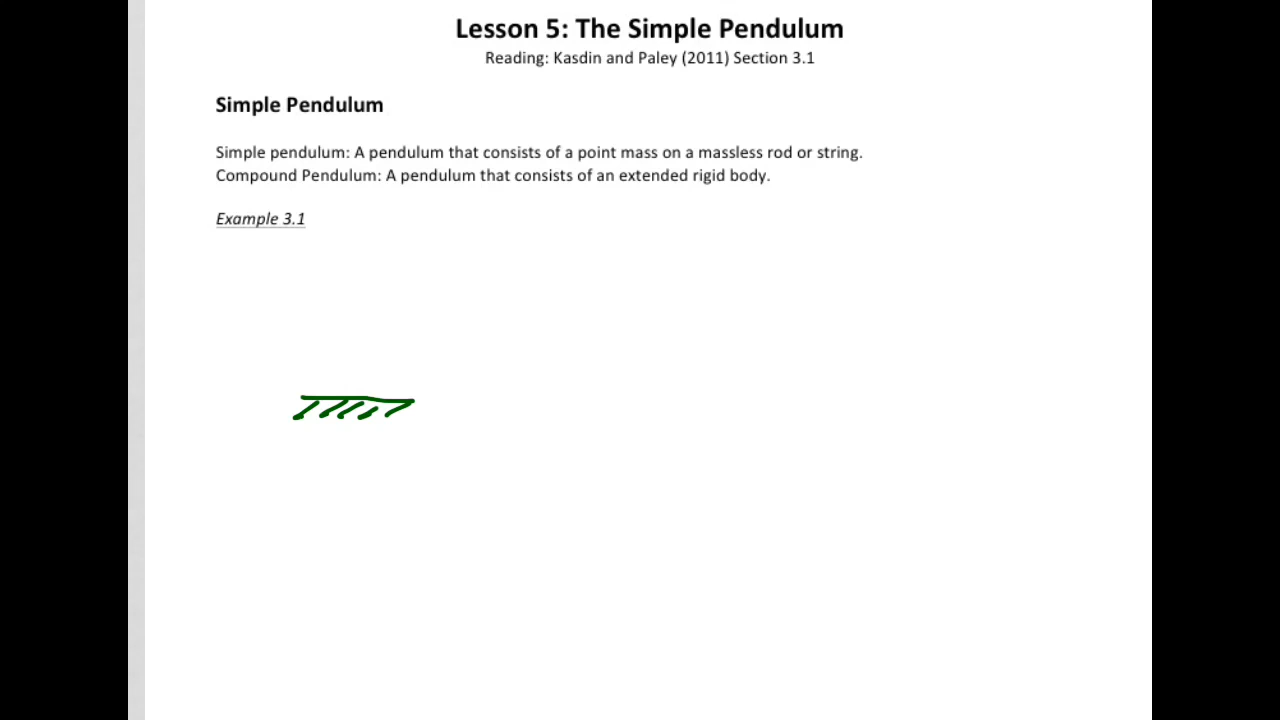 Lesson 5: The Simple Pendulum
Reading: Kasdin and Paley (2011) Section 3.1
Simple Pendulum
Simple pendulum: A pendulum that consists of a point mass on a massless rod or string.
Compound Pendulum: A pendulum that consists of an extended rigid body.
Example 3.1